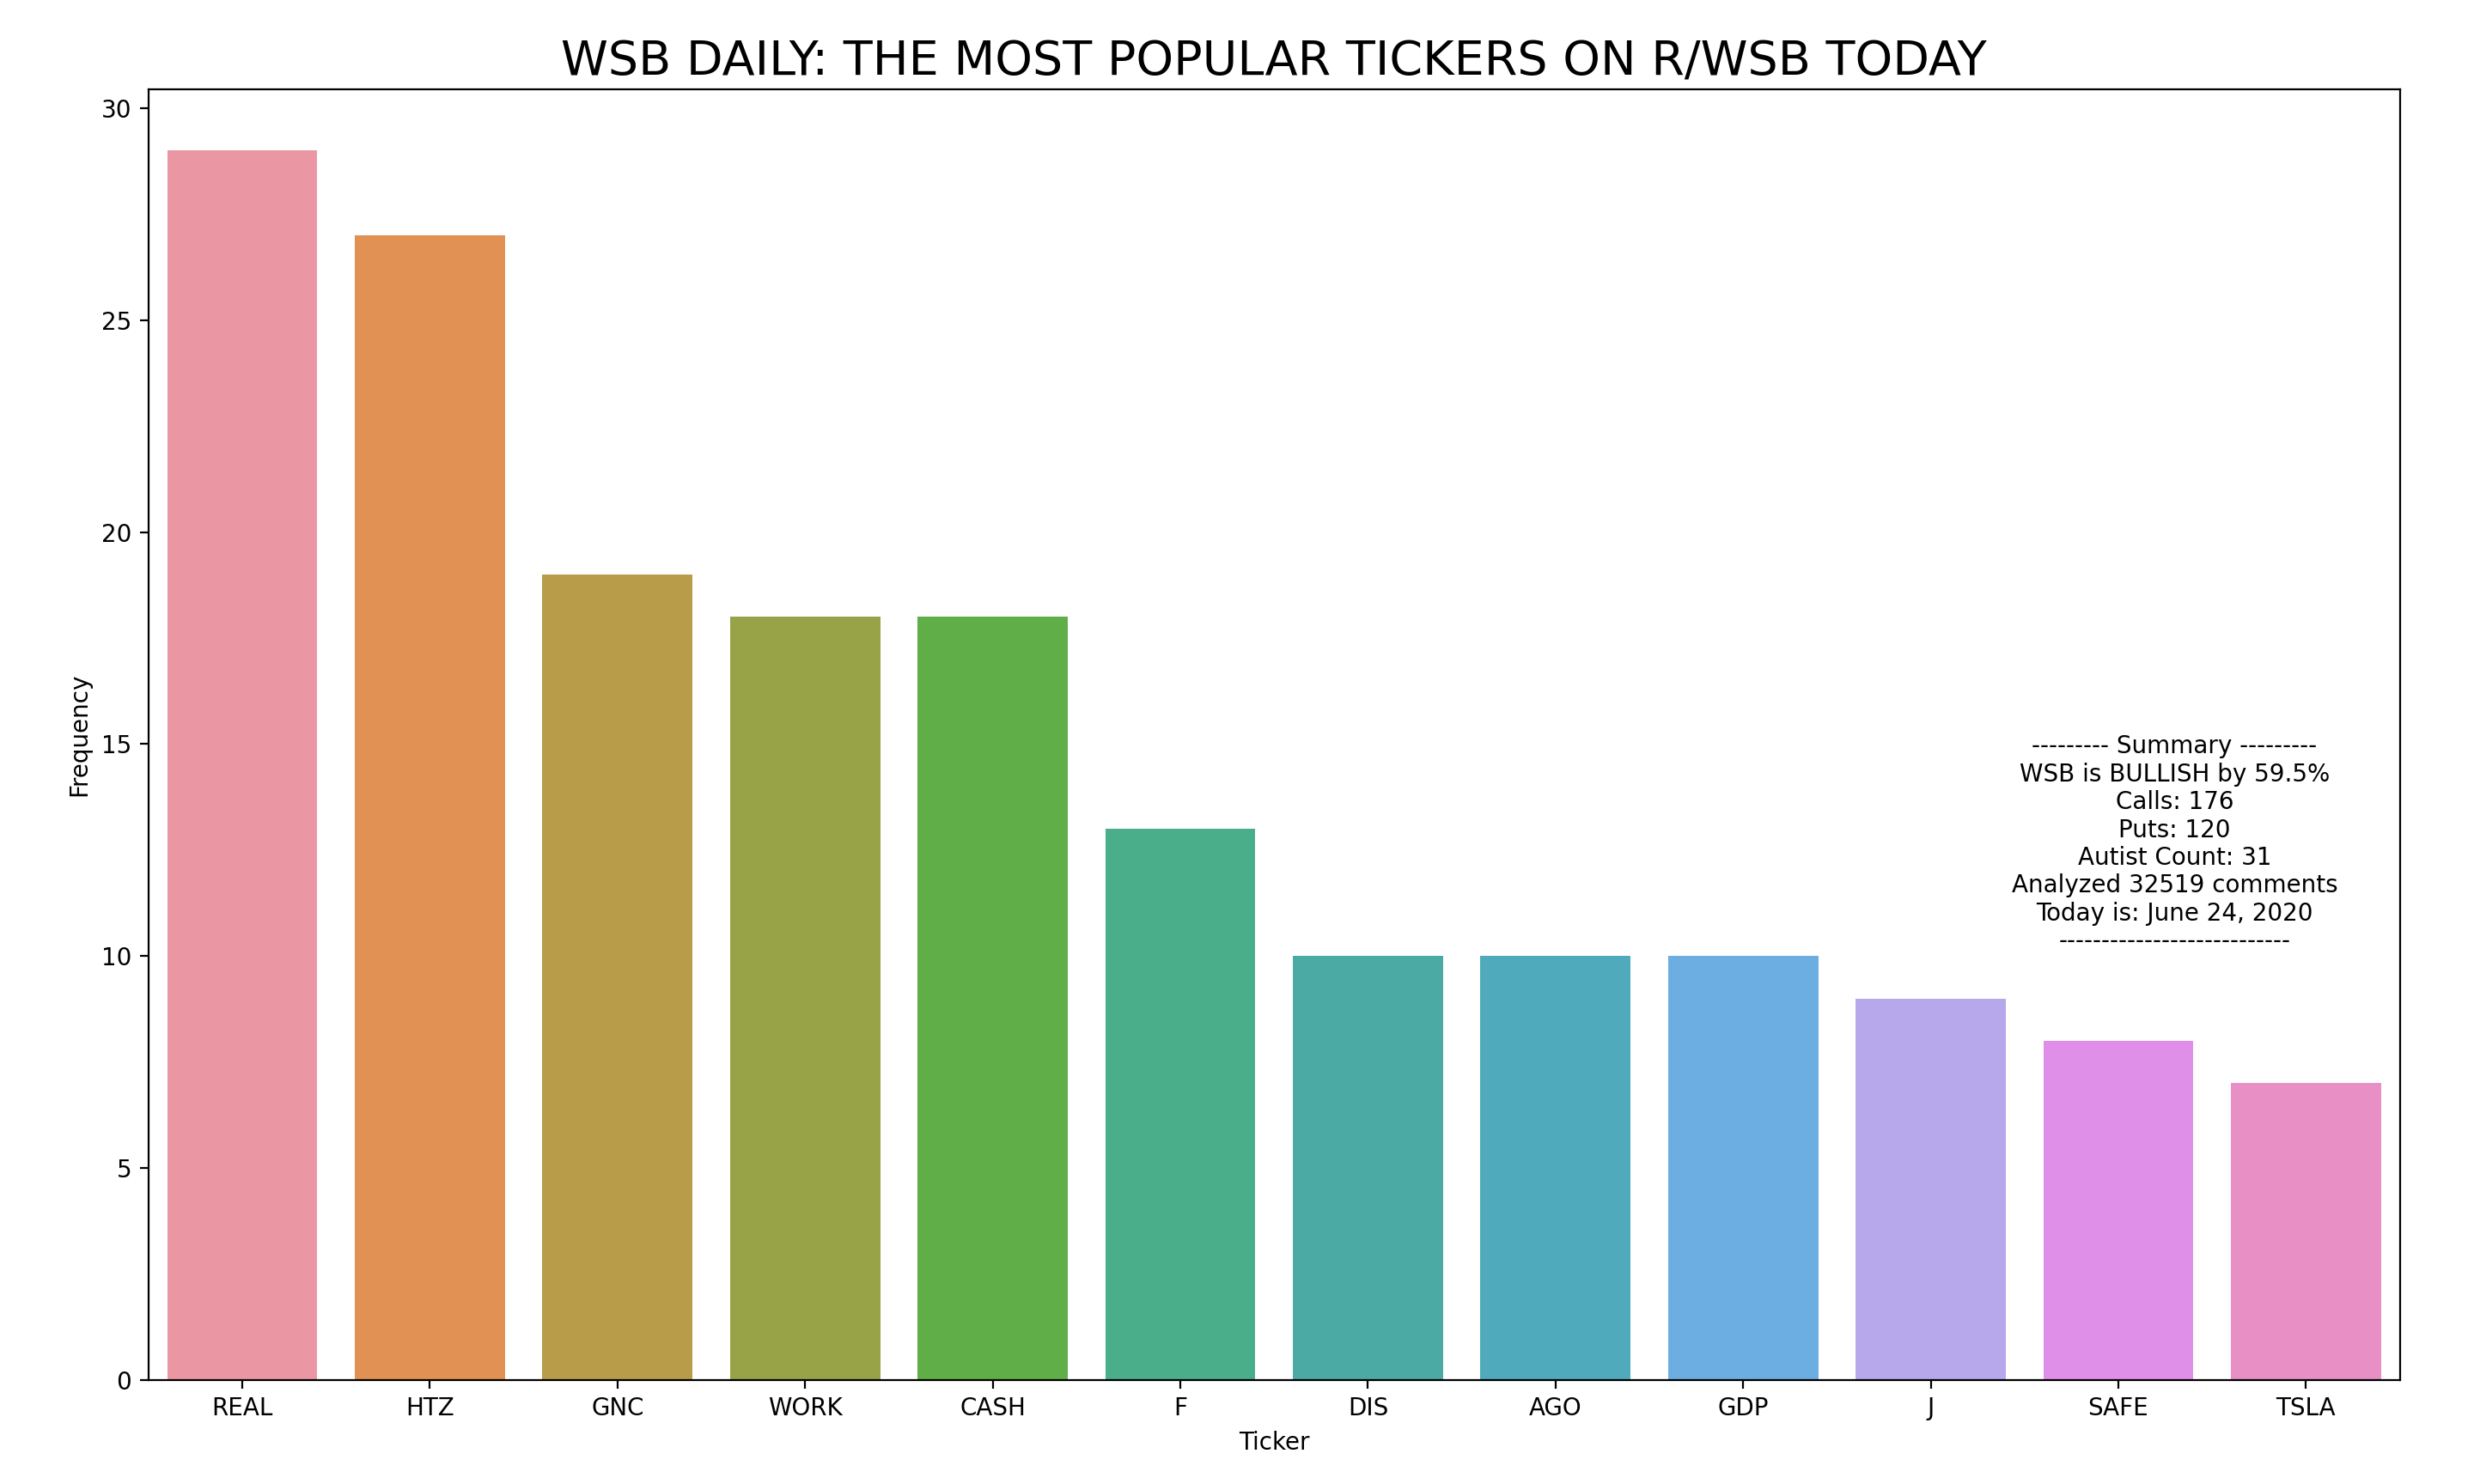 WSB DAILY: THE MOST POPULAR TICKERS ON R/WSB TODAY
30
25
20
15
10
5
0
Frequency
--------- Summary ---------
WSB is BULLISH by 59.5%
Calls: 176
Puts: 120
Autist Count: 31
Analyzed 32519 comments
Today is: June 24, 2020
---------------------------
REAL HTZ GNC WORK CASH F DIS AGO GDP J SAFE TSLA
Ticker